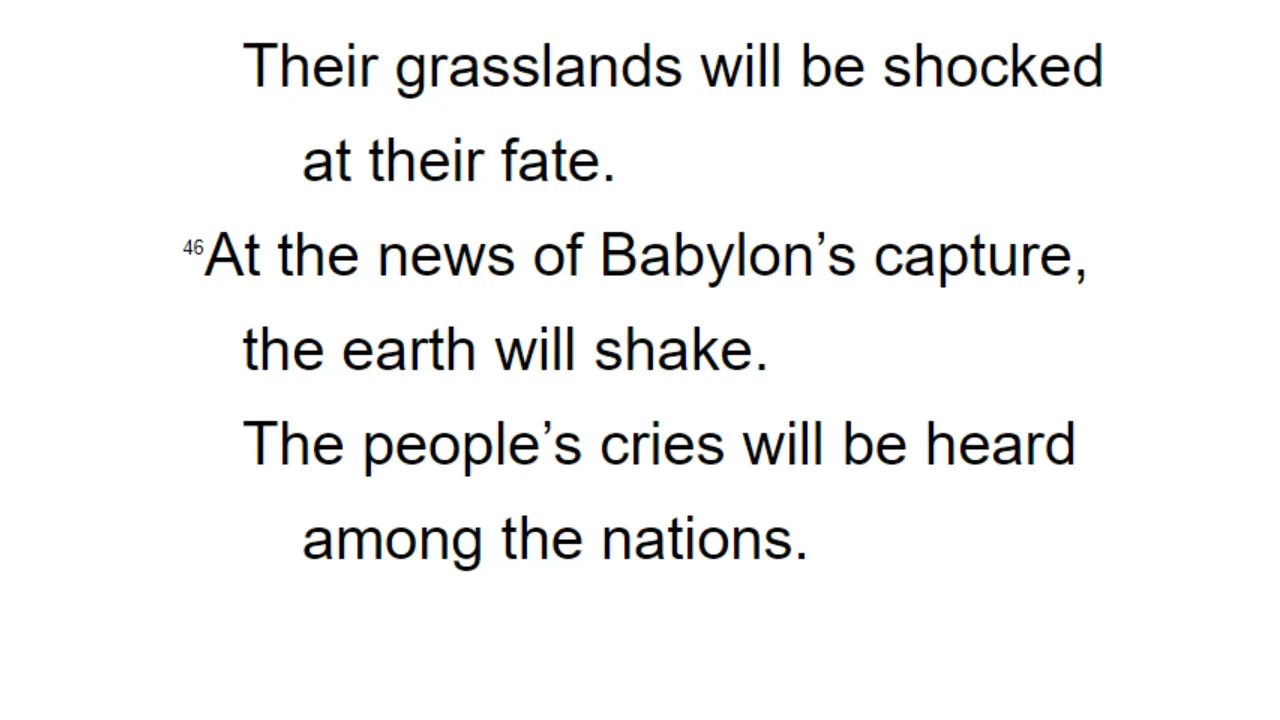 Their grasslands will be shocked
at their fate.
46At the news of Babylon’s capture,
the earth will shake.
The people’s cries will be heard
among the nations.